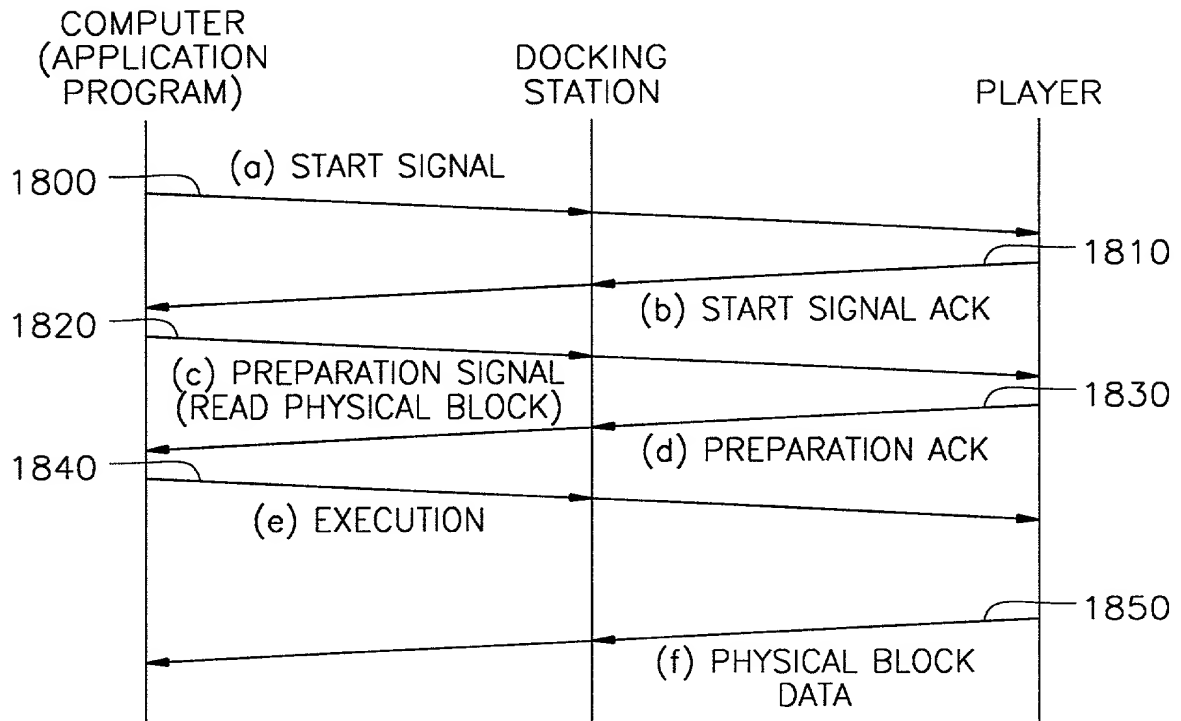 COMPUTER
(APPLICATION
PROGRAM)
DOCKING
STATION
PLAYER
1800
(a) START SIGNAL
1810
(b) START SIGNAL ACK
1820
(c) PREPARATION SIGNAL
(READ PHYSICAL BLOCK)
1830
(d) PREPARATION ACK
1840
(e) EXECUTION
1850
(f) PHYSICAL BLOCK
DATA